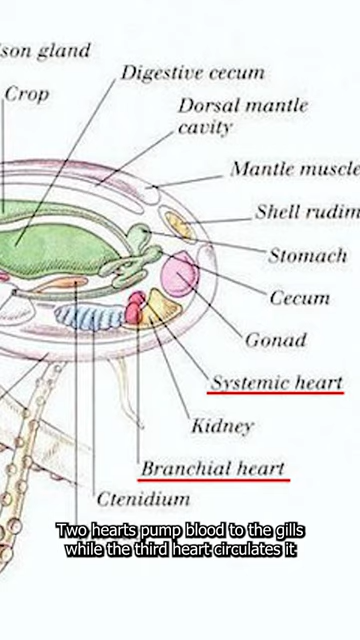 son gland
Digestive cecum
Crop
Dorsal mantle
cavity
Mantle muscle
Shell rudim
Stomach
Cecum
Gonad
Systemic heart
Kidney
Branchial heart
Ctenidium
Two hearts pump blood to the gills
while the third heart circulates it